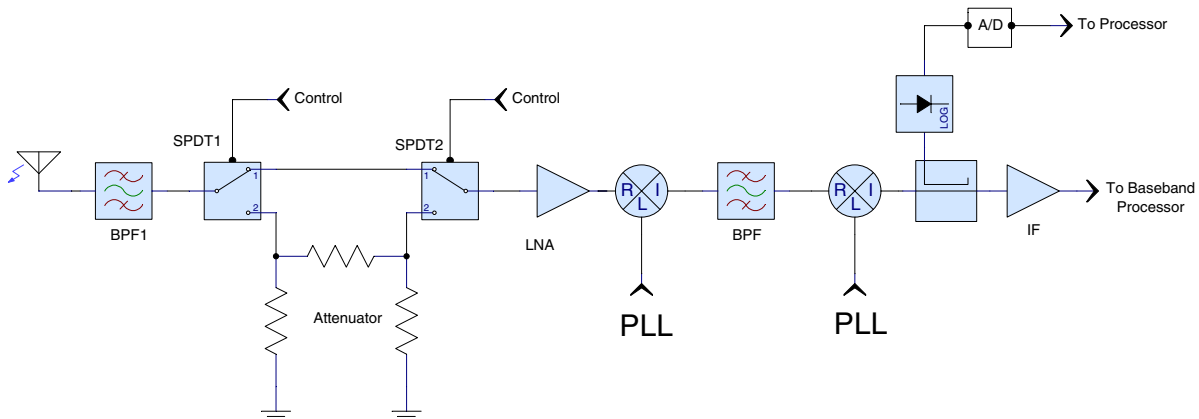 A/D
To Processor
LOG
Control
Control
SPDT1
SPDT2
1
1
2
2
R
I
L
R
I
L
To Baseband
Processor
BPF1
LNA
BPF
IF
Attenuator
PLL
PLL